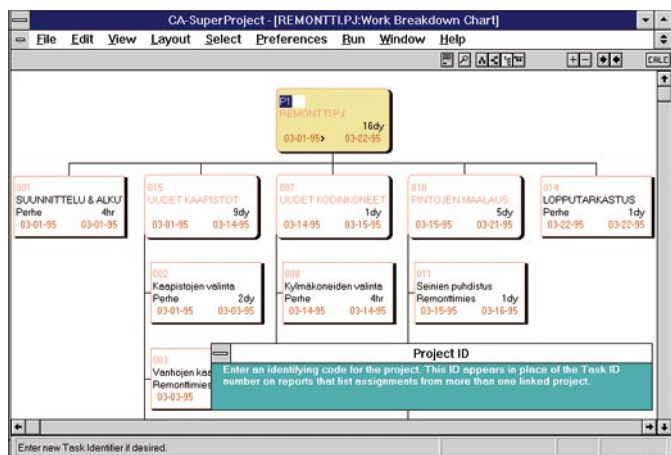 CA-SuperProject - [REMONTTI.PJ:Work Breakdown Chart]
File Edit View Layout Select Preferences Run Window Help
CALC
P1
REMONTTI.PJ
16dy
03-01-95> 03-22-95
001
SUUNNITTELU & ALKU
Perhe 4hr
03-01-95 03-01-95
015
UUDET KAAPISTOT
9dy
03-01-95 03-14-95
007
UUDET KODINKONEET
1dy
03-14-95 03-15-95
010
PINTOJEN MAALAUS
5dy
03-15-95 03-21-95
014
LOPPUTARKASTUS
Perhe 1dy
03-22-95 03-22-95
002
Kaapistojen valinta
Perhe 2dy
03-01-95 03-03-95
008
Kylmäkoneiden valinta
Perhe 4hr
03-14-95 03-14-95
011
Seinien puhdistus
Remonttimies 1dy
03-15-95 03-16-95
003
Vanhojen kaa
Remonttimies
03-03-95
Project ID
Enter an identifying code for the project. This ID appears in place of the Task ID
number on reports that list assignments from more than one linked project.
Enter new Task Identifier if desired.